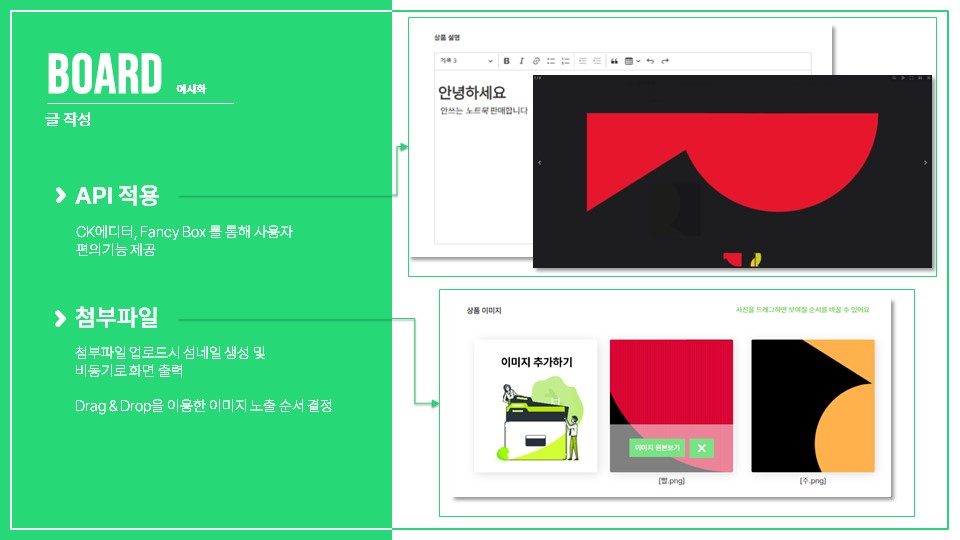 BOARD 이시화
글 작성
API 적용
CK에디터, Fancy Box 를 통해 사용자
편의기능 제공
첨부파일
첨부파일 업로드시 섬네일 생성 및
비동기로 화면 출력
Drag & Drop을 이용한 이미지 노출 순서 결정
상품 설명
제목 3
B I
안녕하세요
안쓰는 노트북 판매합니다
상품 이미지
사진을 드래그하면 보여질 순서를 바꿀 수 있어요
이미지 추가하기
이미지 원본보기
[빨.png]
[주.png]